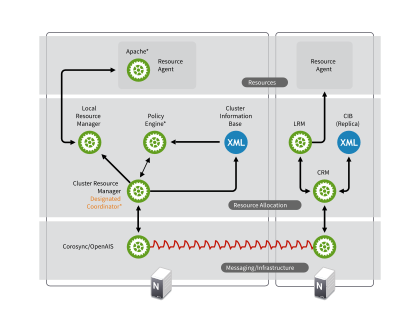 Apache*
Resource
Agent
Resource
Agent
Resources
Local
Resource
Manager
Policy
Engine*
Cluster
Information
Base
LRM
CIB
(Replica)
XML
XML
Cluster Resource
Manager
Designated
Coordinator*
CRM
Resource Allocation
Corosync/OpenAIS
Messaging/Infrastructure
N
N